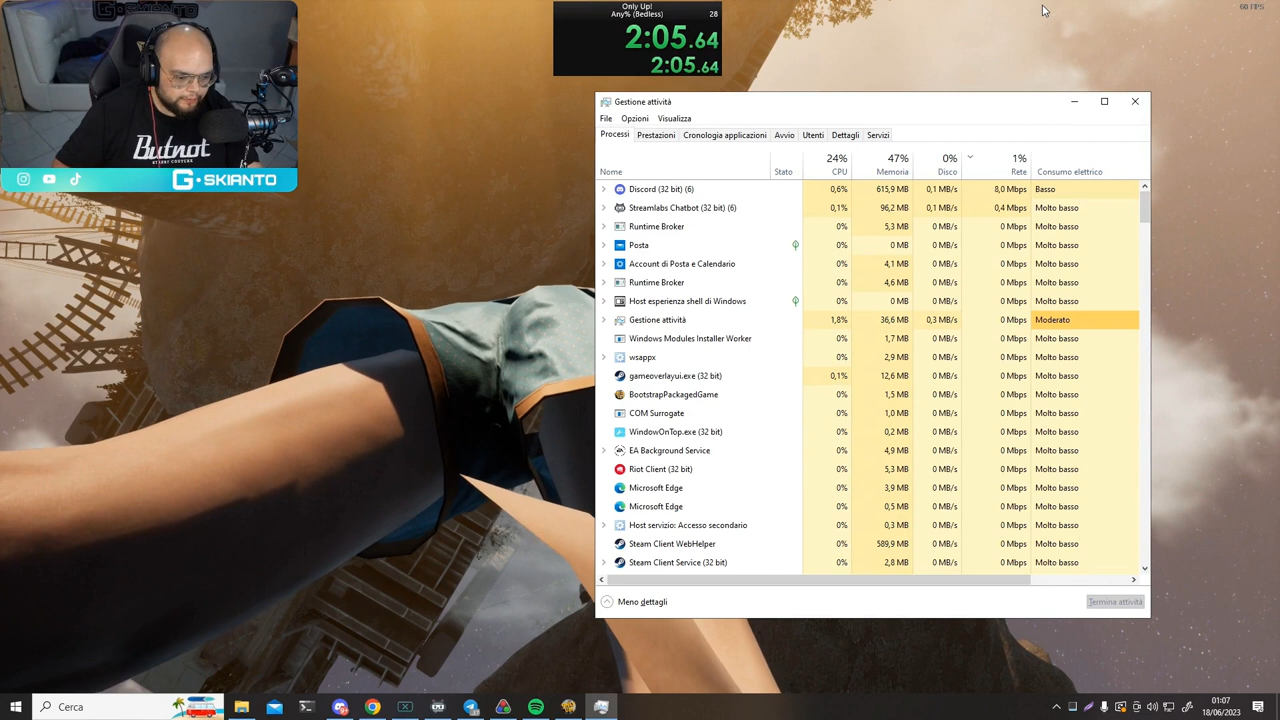 G-SKIANTO
Butnot
STREET COUTURE
G-SKIANTO
Only Up!
Any% (Bedless) 28
2:05.64
2:05.64
60 FPS
Gestione attività
File Opzioni Visualizza
Processi Prestazioni Cronologia applicazioni Avvio Utenti Dettagli Servizi
24% 47% 0% 1%
Nome Stato CPU Memoria Disco Rete Consumo elettrico
Discord (32 bit) (6) 0,6% 615,9 MB 0,1 MB/s 8,0 Mbps Basso
Streamlabs Chatbot (32 bit) (6) 0,1% 96,2 MB 0,1 MB/s 0,4 Mbps Molto basso
Runtime Broker 0% 5,3 MB 0 MB/s 0 Mbps Molto basso
Posta 0% 0 MB 0 MB/s 0 Mbps Molto basso
Account di Posta e Calendario 0% 4,1 MB 0 MB/s 0 Mbps Molto basso
Runtime Broker 0% 4,6 MB 0 MB/s 0 Mbps Molto basso
Host esperienza shell di Windows 0% 0 MB 0 MB/s 0 Mbps Molto basso
Gestione attività 1,8% 36,6 MB 0,3 MB/s 0 Mbps Moderato
Windows Modules Installer Worker 0% 1,7 MB 0 MB/s 0 Mbps Molto basso
wsappx 0% 2,9 MB 0 MB/s 0 Mbps Molto basso
gameoverlayui.exe (32 bit) 0,1% 12,6 MB 0 MB/s 0 Mbps Molto basso
BootstrapPackagedGame 0% 1,5 MB 0 MB/s 0 Mbps Molto basso
COM Surrogate 0% 1,0 MB 0 MB/s 0 Mbps Molto basso
WindowOnTop.exe (32 bit) 0% 0,2 MB 0 MB/s 0 Mbps Molto basso
EA Background Service 0% 4,9 MB 0 MB/s 0 Mbps Molto basso
Riot Client (32 bit) 0% 5,3 MB 0 MB/s 0 Mbps Molto basso
Microsoft Edge 0% 3,9 MB 0 MB/s 0 Mbps Molto basso
Microsoft Edge 0% 0,5 MB 0 MB/s 0 Mbps Molto basso
Host servizio: Accesso secondario 0% 0,3 MB 0 MB/s 0 Mbps Molto basso
Steam Client WebHelper 0% 589,9 MB 0 MB/s 0 Mbps Molto basso
Steam Client Service (32 bit) 0% 2,8 MB 0 MB/s 0 Mbps Molto basso
Meno dettagli Termina attività
Cerca
01:07
18/06/2023